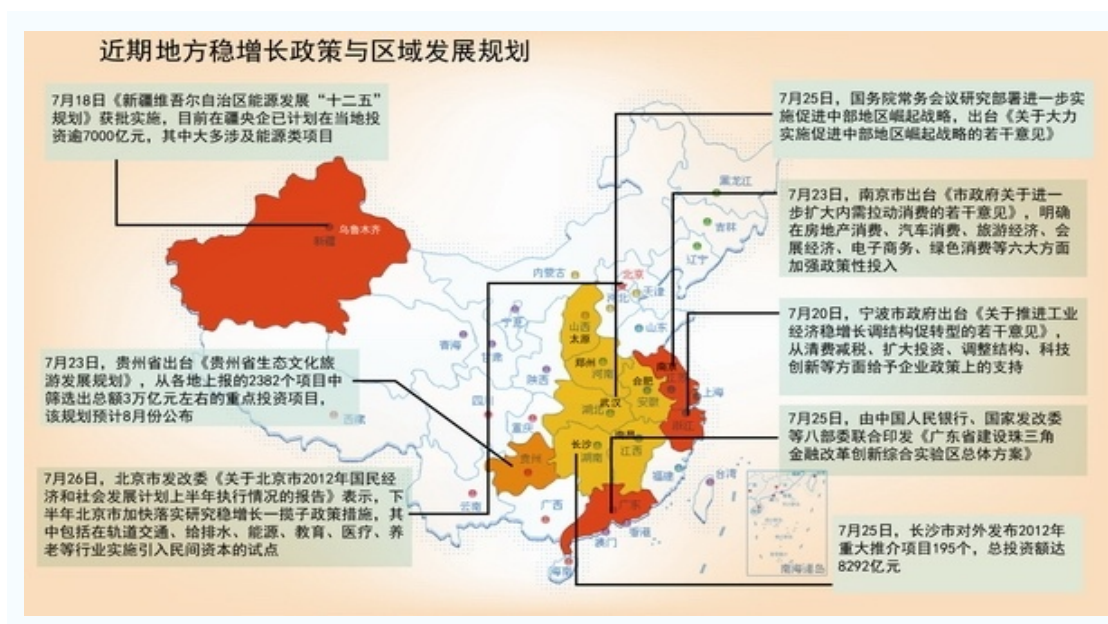 近期地方稳增长政策与区域发展规划
7月18日《新疆维吾尔自治区能源发展“十二五”
规划》获批实施，目前在疆央企已计划在当地投
资逾7000亿元，其中大多涉及能源类项目
7月25日，国务院常务会议研究部署进一步实
施促进中部地区崛起战略，出台《关于大力
实施促进中部地区崛起战略的若干意见》
7月23日，南京市出台《市政府关于进一
步扩大内需拉动消费的若干意见》，明确
在房地产消费、汽车消费、旅游经济、会
展经济、电子商务、绿色消费等六大方面
加强政策性投入
7月20日，宁波市政府出台《关于推进工业
经济稳增长调结构促转型的若干意见》，
从清费减税、扩大投资、调整结构、科技
创新等方面给予企业政策上的支持
7月23日，贵州省出台《贵州省生态文化旅
游发展规划》，从各地上报的2382个项目中
筛选出总额3万亿元左右的重点投资项目，
该规划预计8月份公布
7月25日，由中国人民银行、国家发改委
等八部委联合印发《广东省建设珠三角
金融改革创新综合实验区总体方案》
7月26日，北京市发改委《关于北京市2012年国民经
济和社会发展计划上半年执行情况的报告》表示，下
半年北京市加快落实研究稳增长一揽子政策措施，其
中包括在轨道交通、给排水、能源、教育、医疗、养
老等行业实施引入民间资本的试点
7月25日，长沙市对外发布2012年
重大推介项目195个，总投资额达
8292亿元
黑龙江
吉林
辽宁
乌鲁木齐
新疆
内蒙古
北京
天津
河北
宁夏
山西
太原
山东
青海
甘肃
郑州
河南
陕西
南京
合肥
安徽
上海
西藏
四川
武汉
湖北
浙江
重庆
长沙
湖南
南昌
江西
贵州
福建
台湾
云南
广西
广东
香港
澳门
海南
南海诸岛